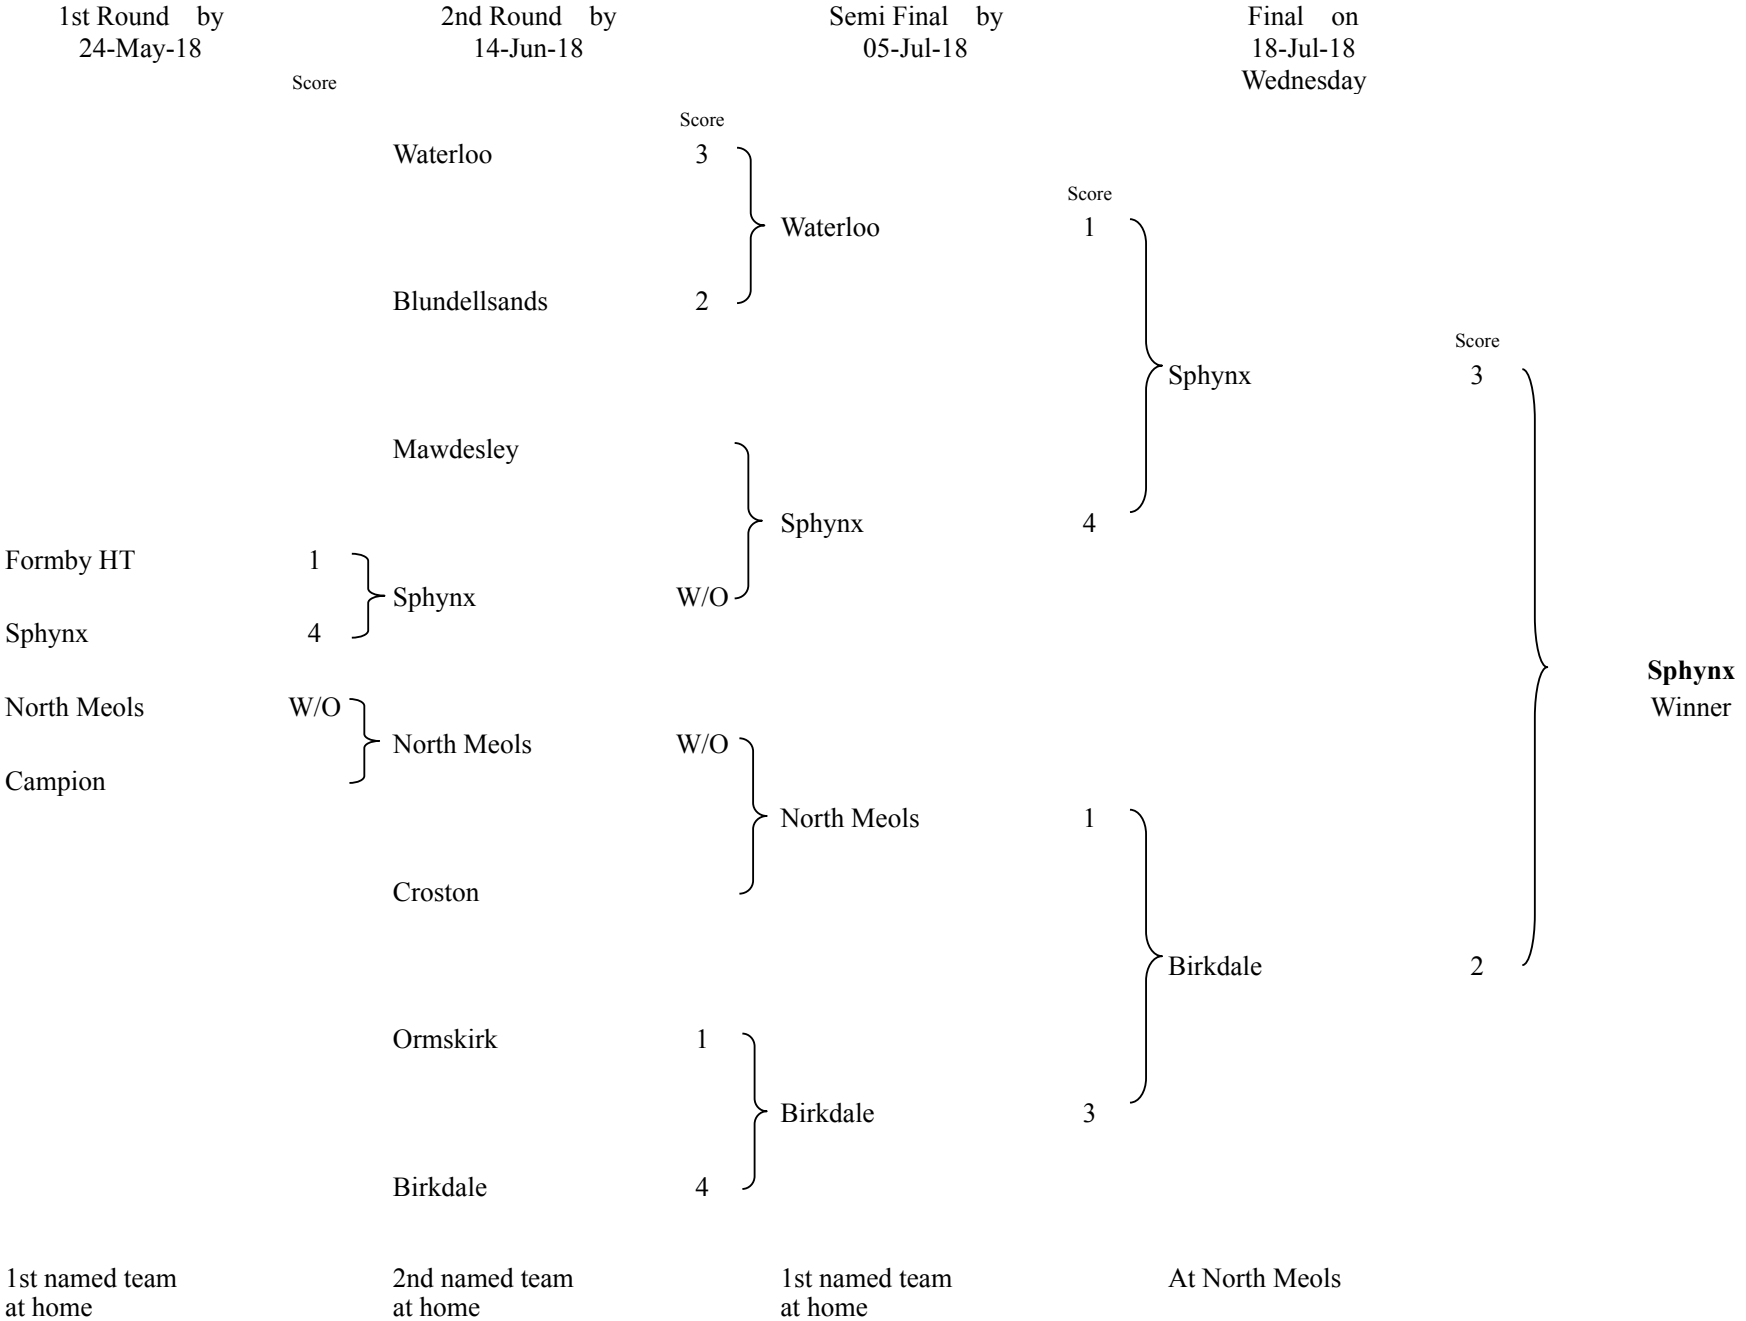 1st Round by 2nd Round by Semi Final by Final on
24-May-18 14-Jun-18 05-Jul-18 18-Jul-18
Score Wednesday
Score
Waterloo 3
Score
Waterloo 1
Blundellsands 2
Score
Sphynx 3
Mawdesley
Sphynx 4
Formby HT 1
Sphynx W/O
Sphynx 4
Sphynx
North Meols W/O Winner
North Meols W/O
Campion
North Meols 1
Croston
Birkdale 2
Ormskirk 1
Birkdale 3
Birkdale 4
1st named team 2nd named team 1st named team At North Meols
at home at home at home